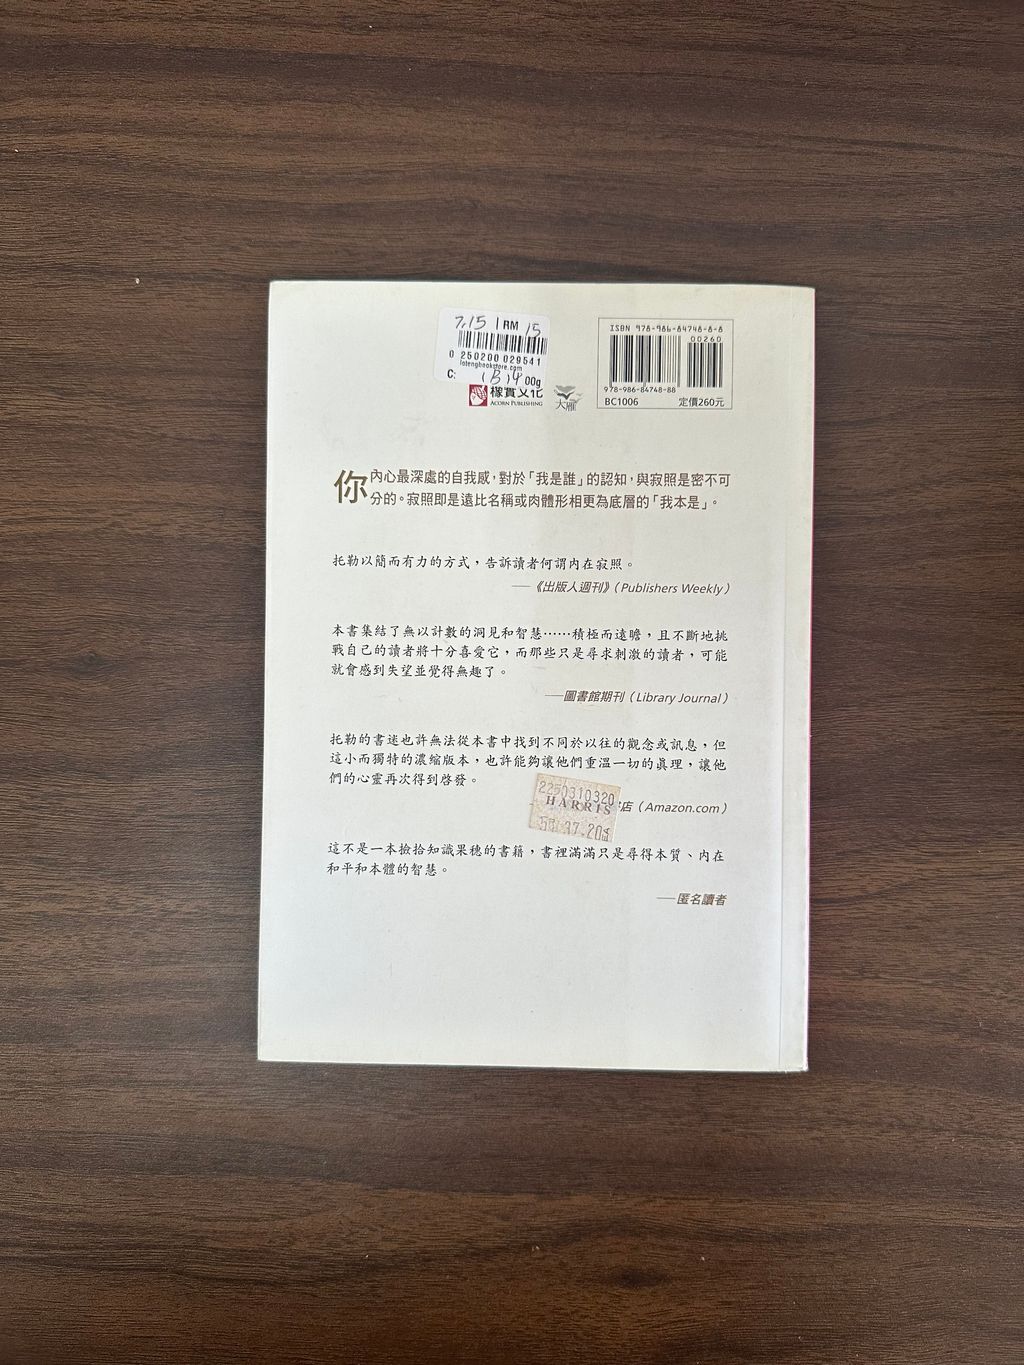 7.15 | RM 15
0 250200 029541
lotengbookstore.com
C: (B)4 00g
橡實文化
ACORN PUBLISHING
大雁
ISBN 978-986-84748-8-8
00260
978-986-84748-88
BC1006 定價260元
你內心最深處的自我感，對於「我是誰」的認知，與寂照是密不可
分的。寂照即是遠比名稱或肉體形相更為底層的「我本是」。
托勒以簡而有力的方式，告訴讀者何謂內在寂照。
——《出版人週刊》（Publishers Weekly）
本書集結了無以計數的洞見和智慧……積極而遠瞻，且不斷地挑
戰自己的讀者將十分喜愛它，而那些只是尋求刺激的讀者，可能
就會感到失望並覺得無趣了。
——圖書館期刊（Library Journal）
托勒的書迷也許無法從本書中找到不同於以往的觀念或訊息，但
這小而獨特的濃縮版本，也許能夠讓他們重溫一切的真理，讓他
們的心靈再次得到啓發。
店（Amazon.com）
2250310320
HARRIS
37.20
這不是一本撿拾知識果穗的書籍，書裡滿滿只是尋得本質、內在
和平和本體的智慧。
——匿名讀者